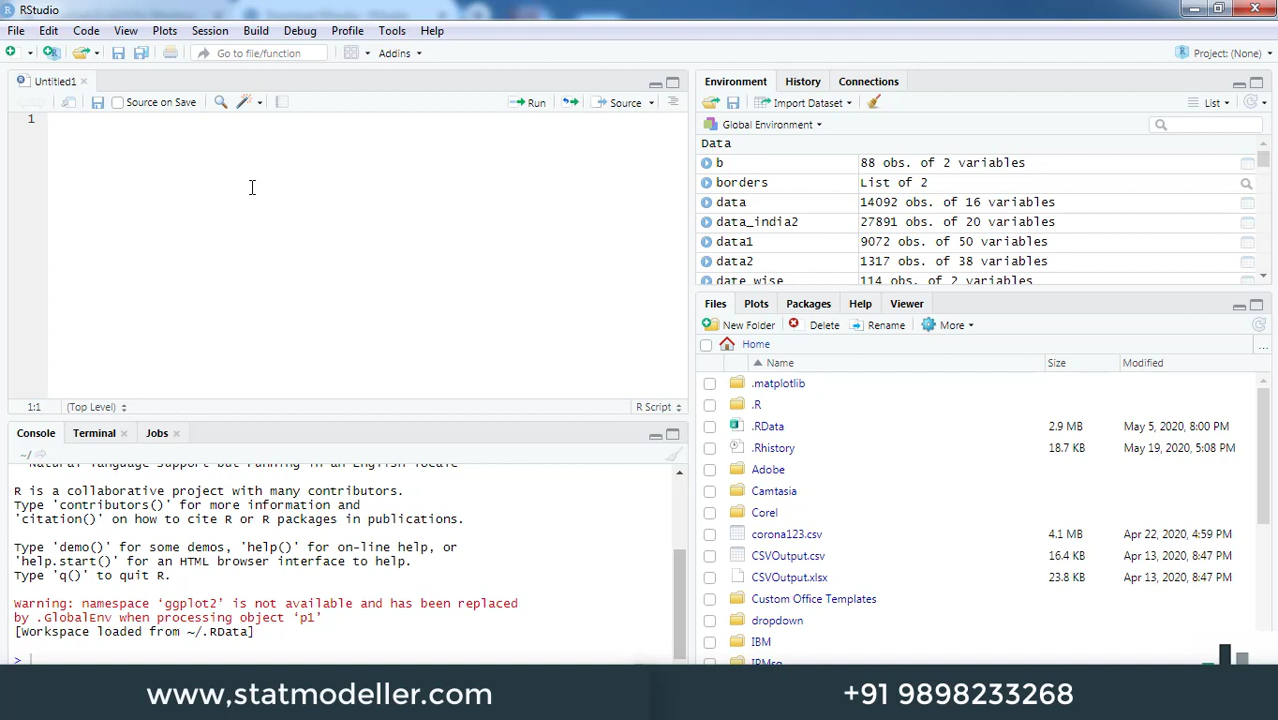 RStudio
File Edit Code View Plots Session Build Debug Profile Tools Help
Go to file/function Addins Project: (None)
Untitled1
Source on Save Run Source
1
1:1 (Top Level) R Script
Console Terminal Jobs
~/
R is a collaborative project with many contributors.
Type 'contributors()' for more information and
'citation()' on how to cite R or R packages in publications.
Type 'demo()' for some demos, 'help()' for on-line help, or
'help.start()' for an HTML browser interface to help.
Type 'q()' to quit R.
Warning: namespace ‘ggplot2’ is not available and has been replaced
by .GlobalEnv when processing object ‘p1’
[Workspace loaded from ~/.RData]
>
Environment History Connections
Import Dataset List
Global Environment
Data
b 88 obs. of 2 variables
borders List of 2
data 14092 obs. of 16 variables
data_india2 27891 obs. of 20 variables
data1 9072 obs. of 50 variables
data2 1317 obs. of 38 variables
date_wise 114 obs. of 2 variables
Files Plots Packages Help Viewer
New Folder Delete Rename More
Home ...
Name Size Modified
.matplotlib
.R
.RData 2.9 MB May 5, 2020, 8:00 PM
.Rhistory 18.7 KB May 19, 2020, 5:08 PM
Adobe
Camtasia
Corel
corona123.csv 4.1 MB Apr 22, 2020, 4:59 PM
CSVOutput.csv 16.4 KB Apr 13, 2020, 8:47 PM
CSVOutput.xlsx 23.8 KB Apr 13, 2020, 8:47 PM
Custom Office Templates
dropdown
IBM
www.statmodeller.com +91 9898233268